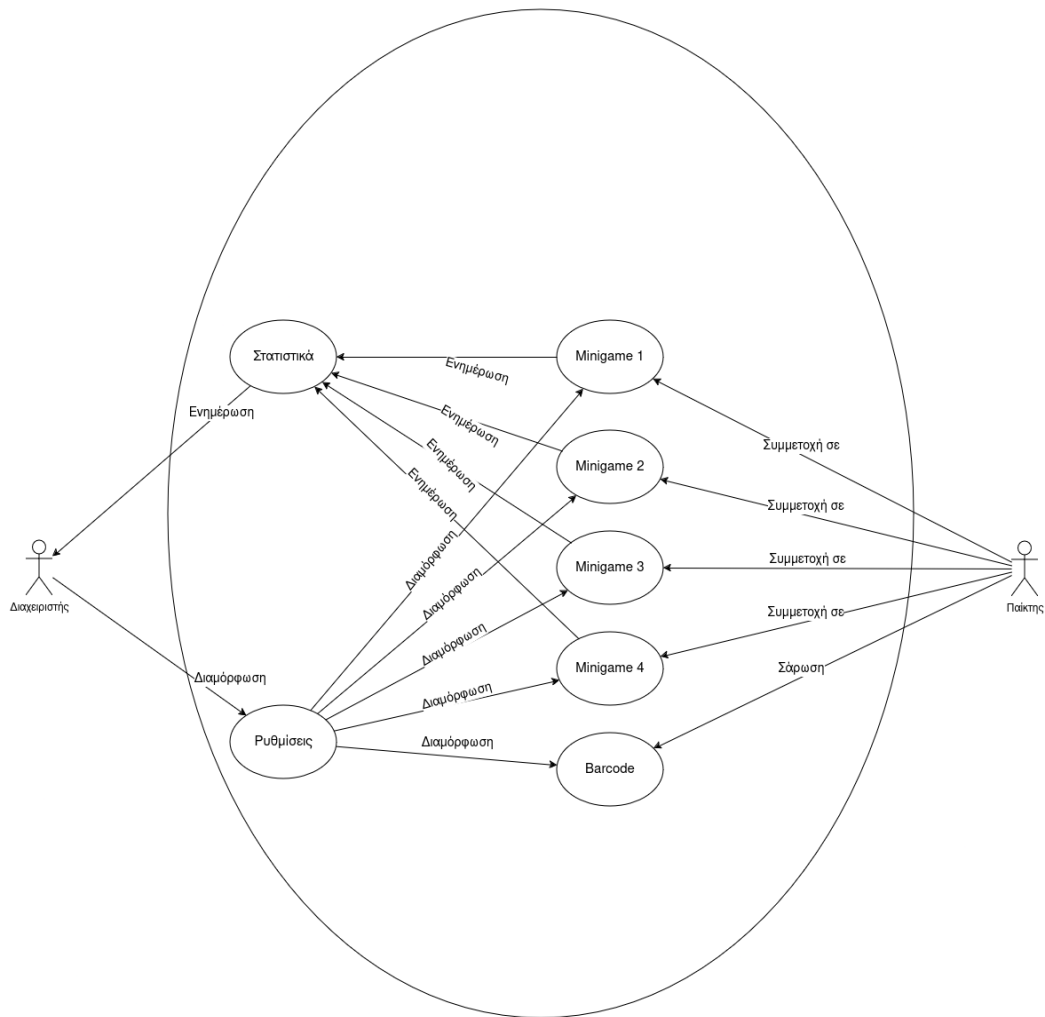 Στατιστικά
Minigame 1
Ενημέρωση
Ενημέρωση
Ενημέρωση
Συμμετοχή σε
Ενημέρωση
Minigame 2
Ενημέρωση
Συμμετοχή σε
Διαμόρφωση
Minigame 3
Συμμετοχή σε
Διαμόρφωση
Διαχειριστής
Παίκτης
Διαμόρφωση
Συμμετοχή σε
Minigame 4
Διαμόρφωση
Διαμόρφωση
Σάρωση
Ρυθμίσεις
Διαμόρφωση
Barcode